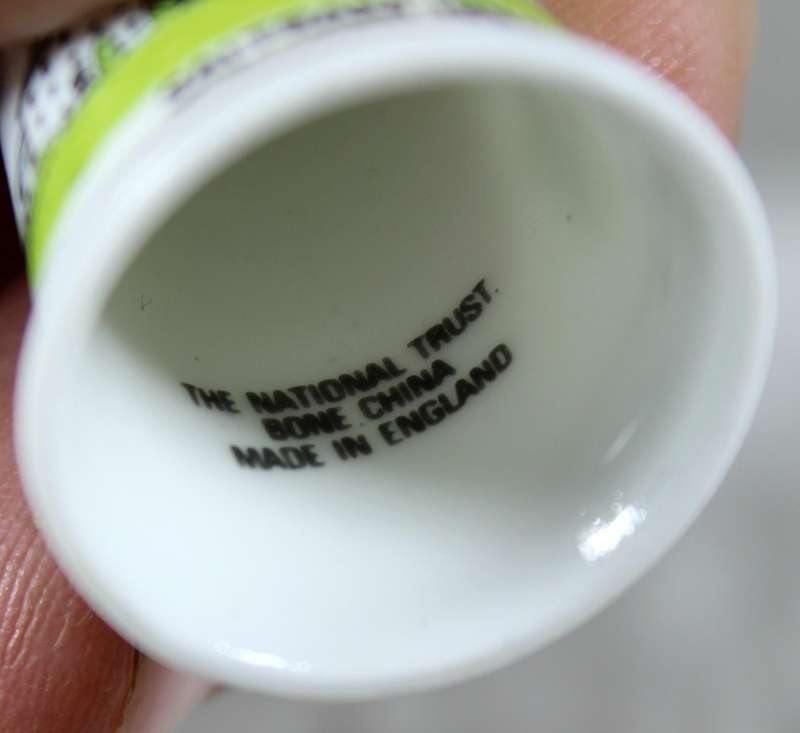 THE NATIONAL TRUST.
BONE CHINA
MADE IN ENGLAND